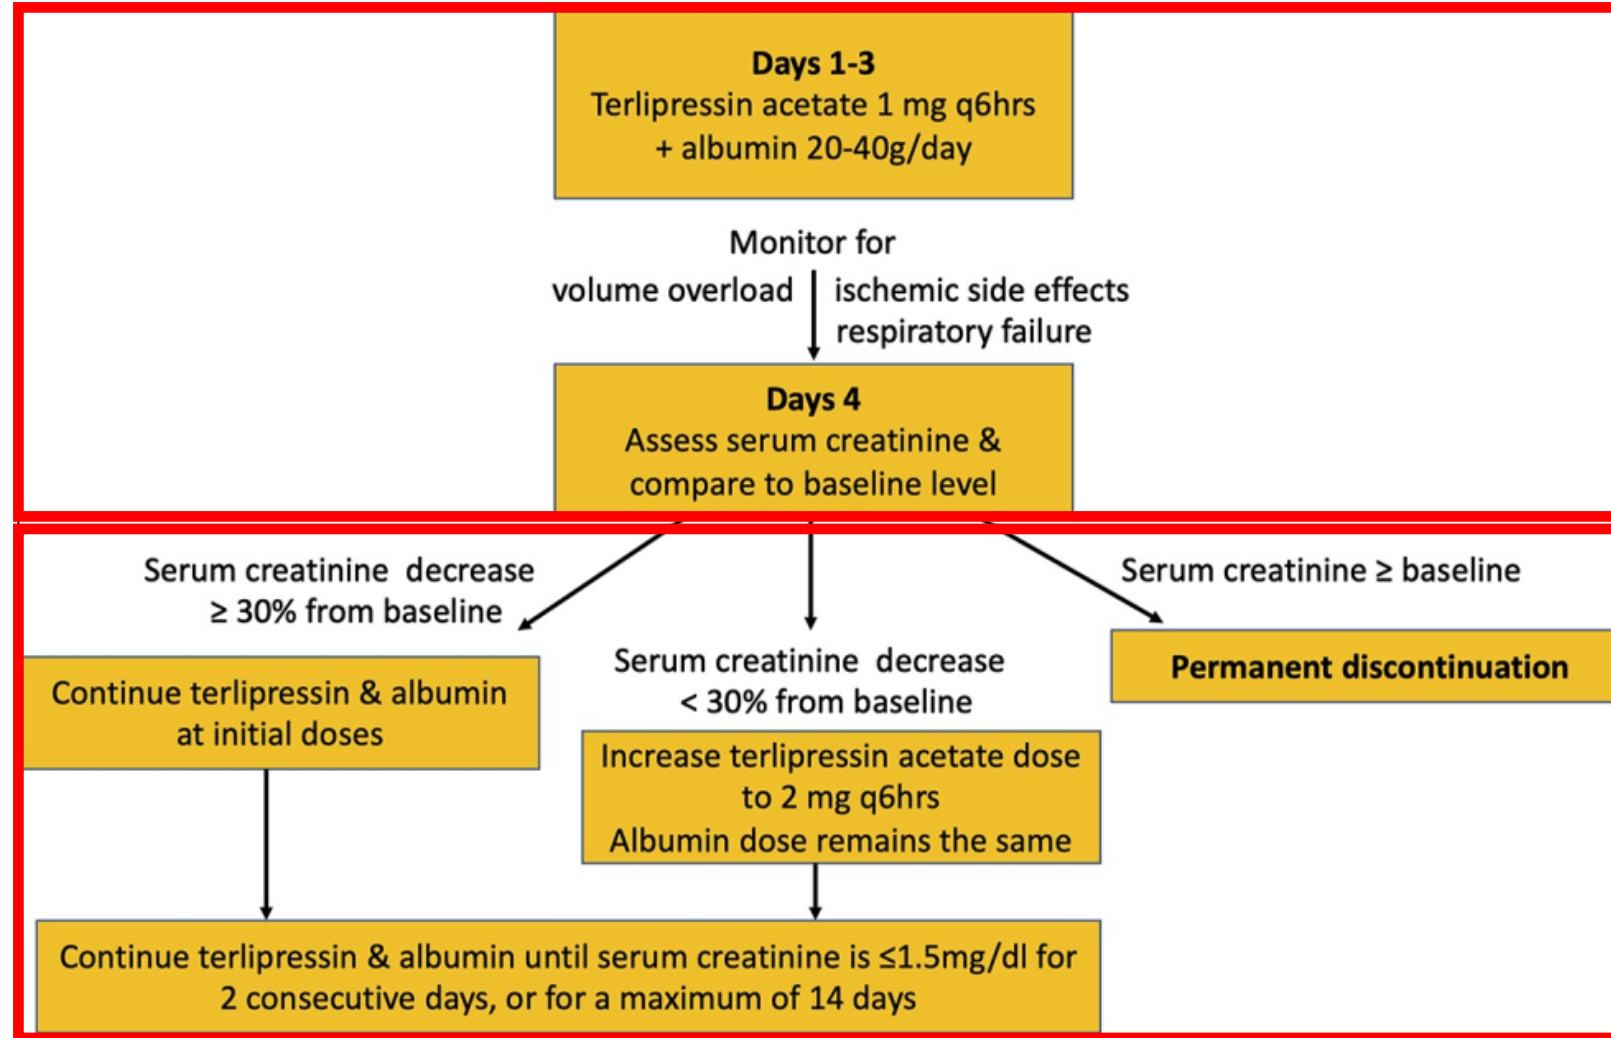 Days 1-3
Terlipressin acetate 1 mg q6hrs
+ albumin 20-40g/day
Monitor for
volume overload
ischemic side effects
respiratory failure
Days 4
Assess serum creatinine &
compare to baseline level
Serum creatinine decrease
≥ 30% from baseline
Continue terlipressin & albumin
at initial doses
Serum creatinine decrease
< 30% from baseline
Increase terlipressin acetate dose
to 2 mg q6hrs
Albumin dose remains the same
Serum creatinine ≥ baseline
Permanent discontinuation
Continue terlipressin & albumin until serum creatinine is ≤1.5mg/dl for
2 consecutive days, or for a maximum of 14 days